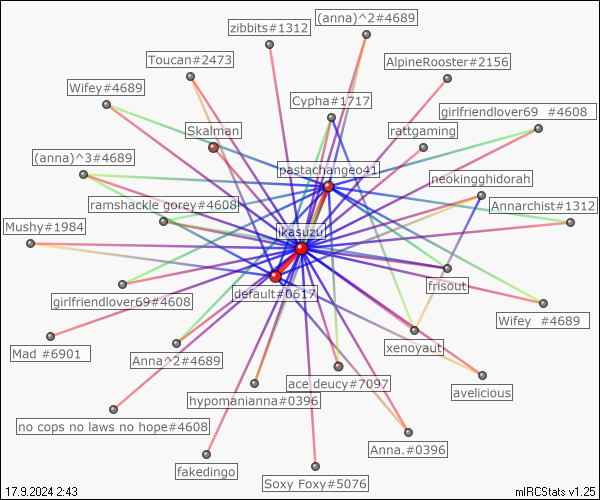 (anna)^2#4689
zibbits#1312
Toucan#2473
AlpineRooster#2156
Wifey#4689
Cypha#1717
girlfriendlover69   #4608
Skalman
rattgaming
(anna)^3#4689
pastachangeo41
neokingghidorah
ramshackle gorey#4608
Annarchist#1312
Mushy#1984
ikasuzu
frisout
girlfriendlover69#4608
default#0617
Wifey   #4689
Mad #6901
Anna^2#4689
xenoyaut
ace deucy#7097
avelicious
hypomanianna#0396
no cops no laws no hope#4608
Anna.#0396
fakedingo
Soxy Foxy#5076
17.9.2024 2:43
mIRCStats v1.25